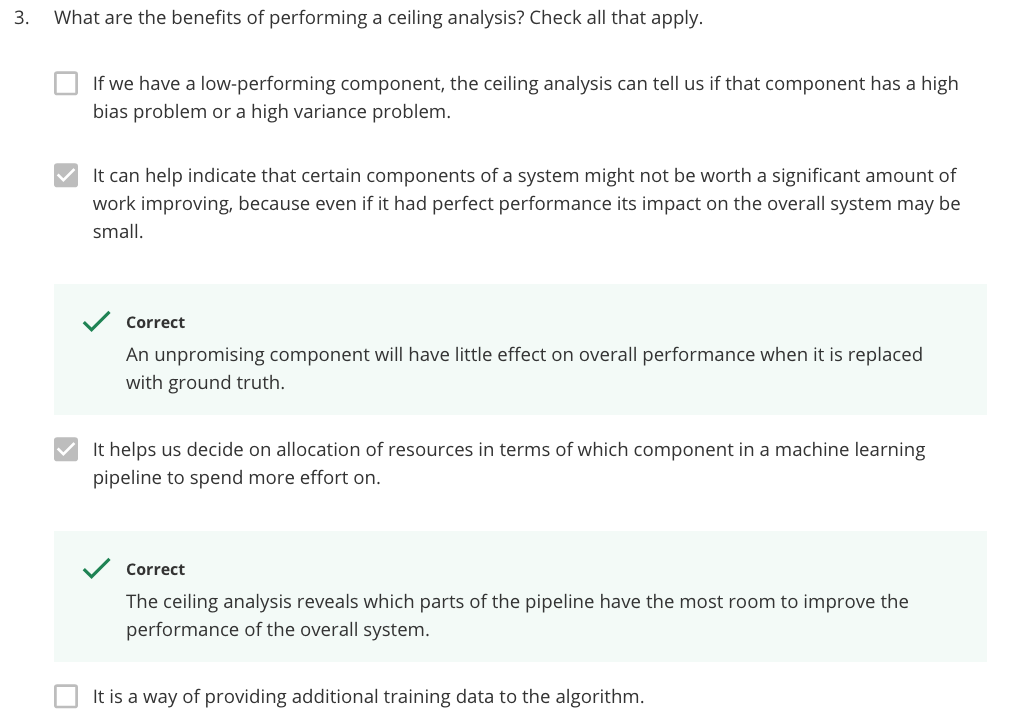 3. What are the benefits of performing a ceiling analysis? Check all that apply.
If we have a low-performing component, the ceiling analysis can tell us if that component has a high
bias problem or a high variance problem.
It can help indicate that certain components of a system might not be worth a significant amount of
work improving, because even if it had perfect performance its impact on the overall system may be
small.
Correct
An unpromising component will have little effect on overall performance when it is replaced
with ground truth.
It helps us decide on allocation of resources in terms of which component in a machine learning
pipeline to spend more effort on.
Correct
The ceiling analysis reveals which parts of the pipeline have the most room to improve the
performance of the overall system.
It is a way of providing additional training data to the algorithm.